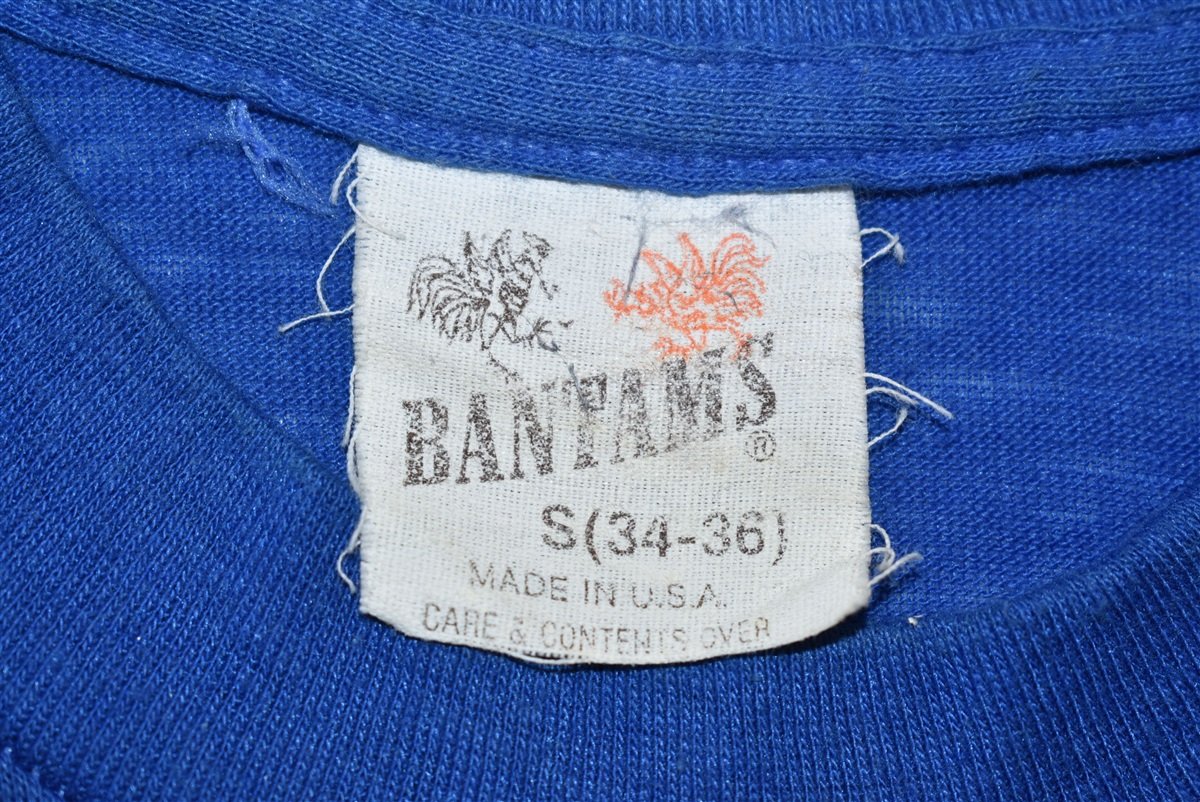 BANTAMS®
S(34-36)
MADE IN U.S.A.
CARE & CONTENTS OVER